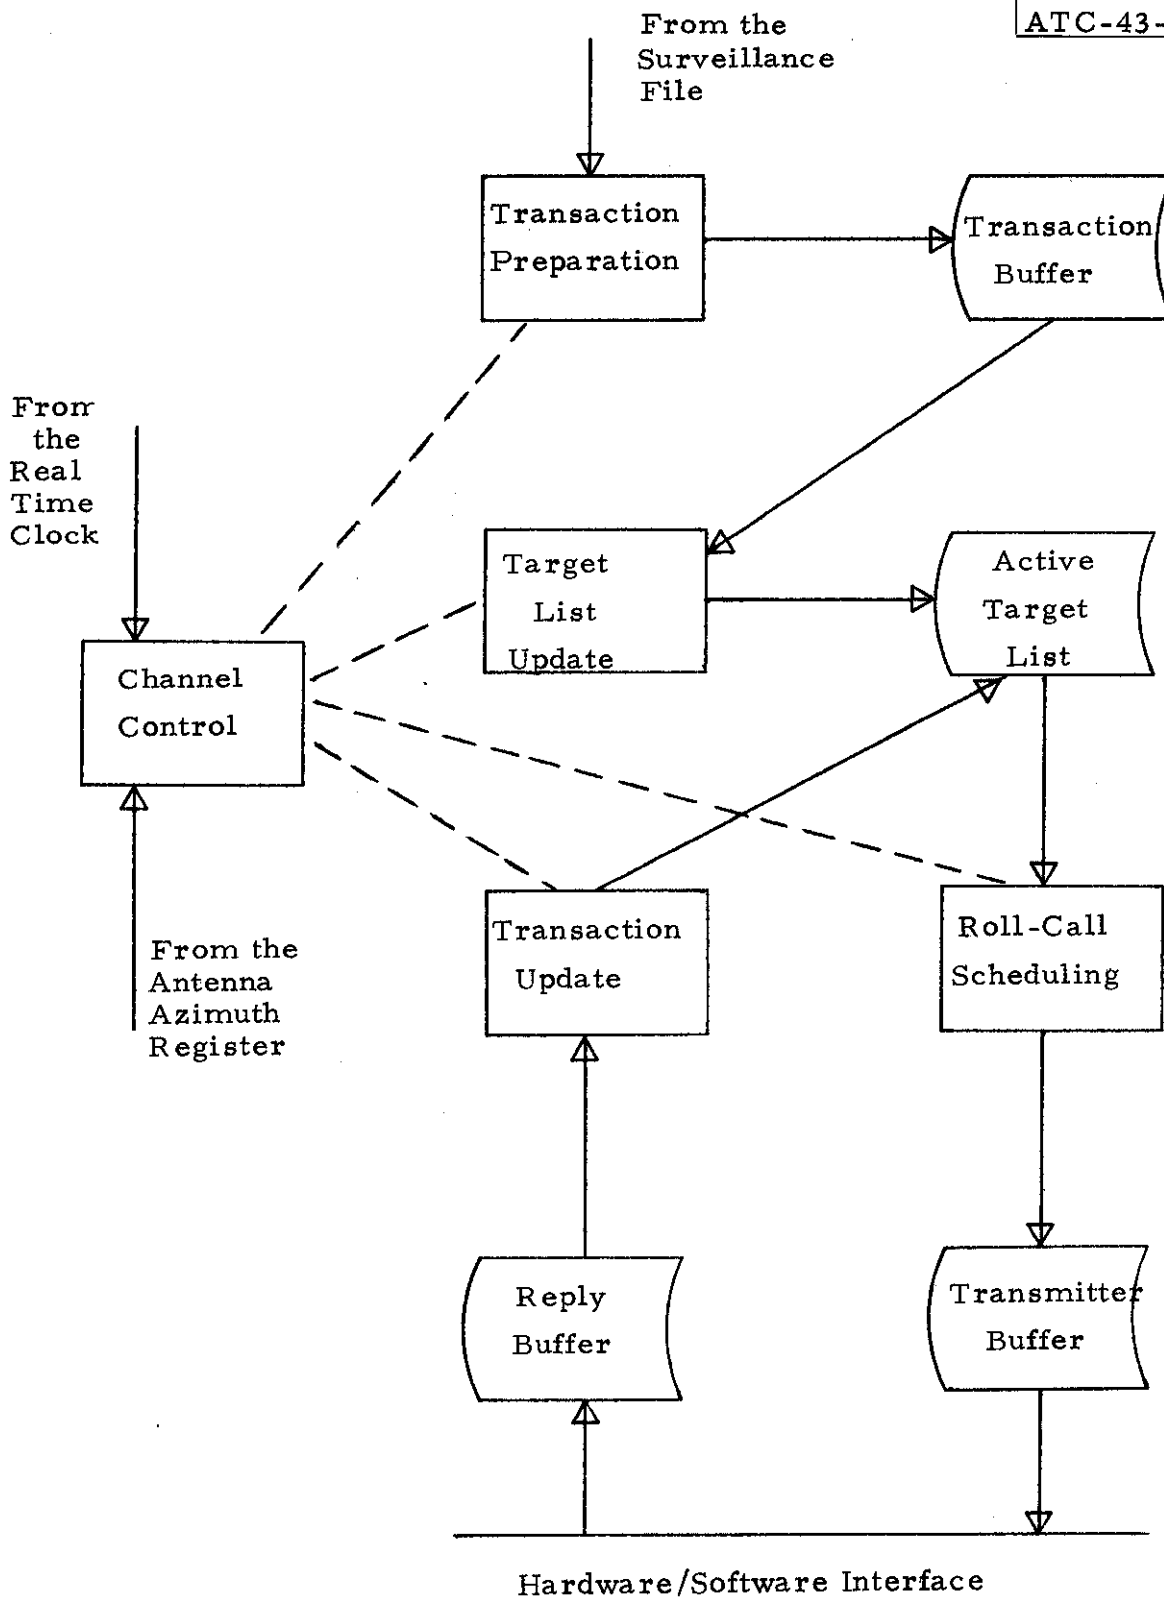 ATC-43-
From the
Surveillance
File
Transaction
Preparation
Transaction
Buffer
From
the
Real
Time
Clock
Target
List
Update
Active
Target
List
Channel
Control
Transaction
Update
Roll-Call
Scheduling
From the
Antenna
Azimuth
Register
Reply
Buffer
Transmitter
Buffer
Hardware/Software Interface